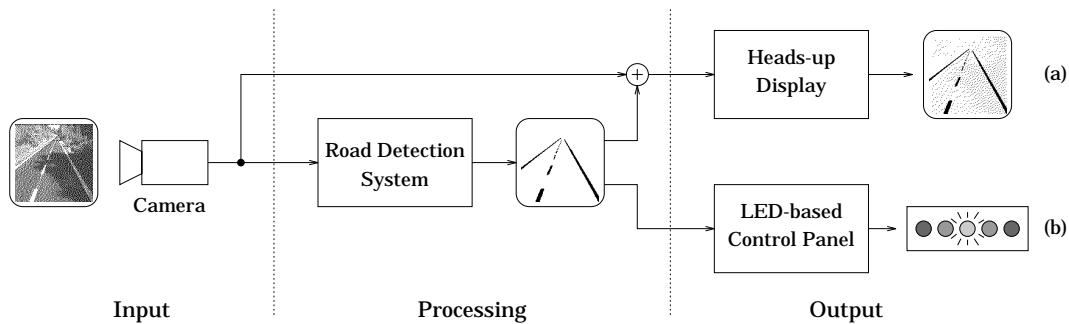 Heads-up
Display
(a)
+
Road Detection
System
Camera
LED-based
Control Panel
(b)
Input
Processing
Output